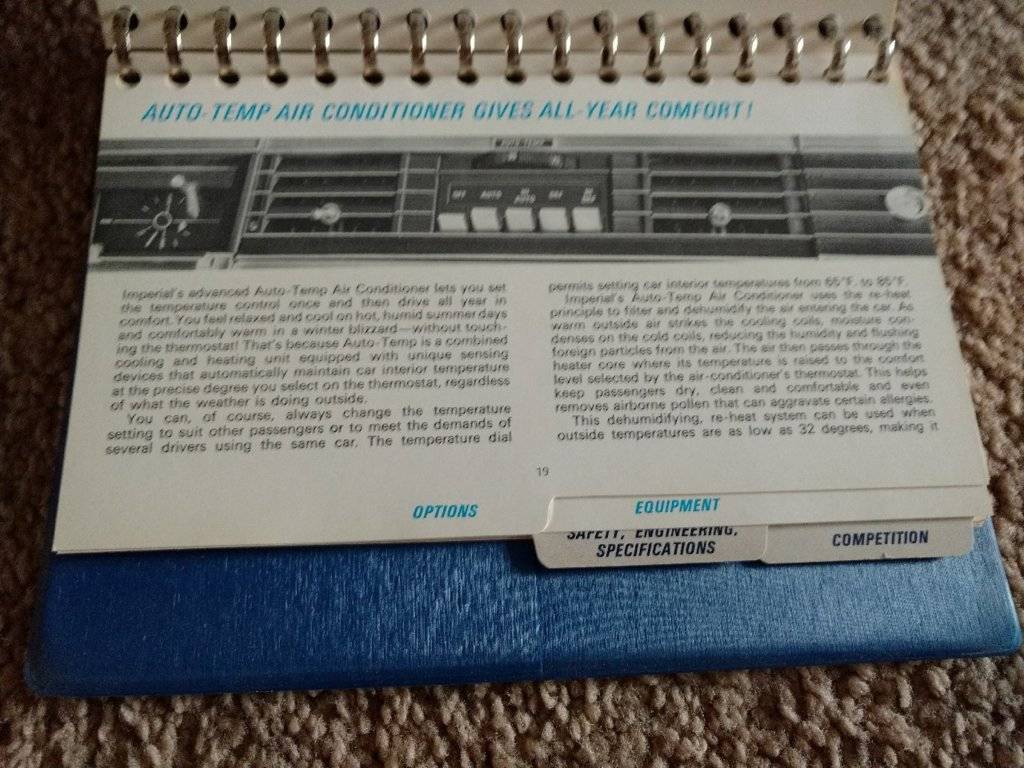 AUTO-TEMP AIR CONDITIONER GIVES ALL-YEAR COMFORT!
AUTO-TEMP
OFF AUTO HI AUTO DEF HI DEF
Imperial's advanced Auto-Temp Air Conditioner lets you set
the temperature control once and then drive all year in
comfort. You feel relaxed and cool on hot, humid summer days
and comfortably warm in a winter blizzard—without touch-
ing the thermostat! That's because Auto-Temp is a combined
cooling and heating unit equipped with unique sensing
devices that automatically maintain car interior temperature
at the precise degree you select on the thermostat, regardless
of what the weather is doing outside.
You can, of course, always change the temperature
setting to suit other passengers or to meet the demands of
several drivers using the same car. The temperature dial
permits setting car interior temperatures from 65°F. to 85°F.
Imperial's Auto-Temp Air Conditioner uses the re-heat
principle to filter and dehumidify the air entering the car. As
warm outside air strikes the cooling coils, moisture con-
denses on the cold coils, reducing the humidity and flushing
foreign particles from the air. The air then passes through the
heater core where its temperature is raised to the comfort
level selected by the air-conditioner's thermostat. This helps
keep passengers dry, clean and comfortable and even
removes airborne pollen that can aggravate certain allergies.
This dehumidifying, re-heat system can be used when
outside temperatures are as low as 32 degrees, making it
19
OPTIONS
EQUIPMENT
SAFETY, ENGINEERING,
SPECIFICATIONS
COMPETITION